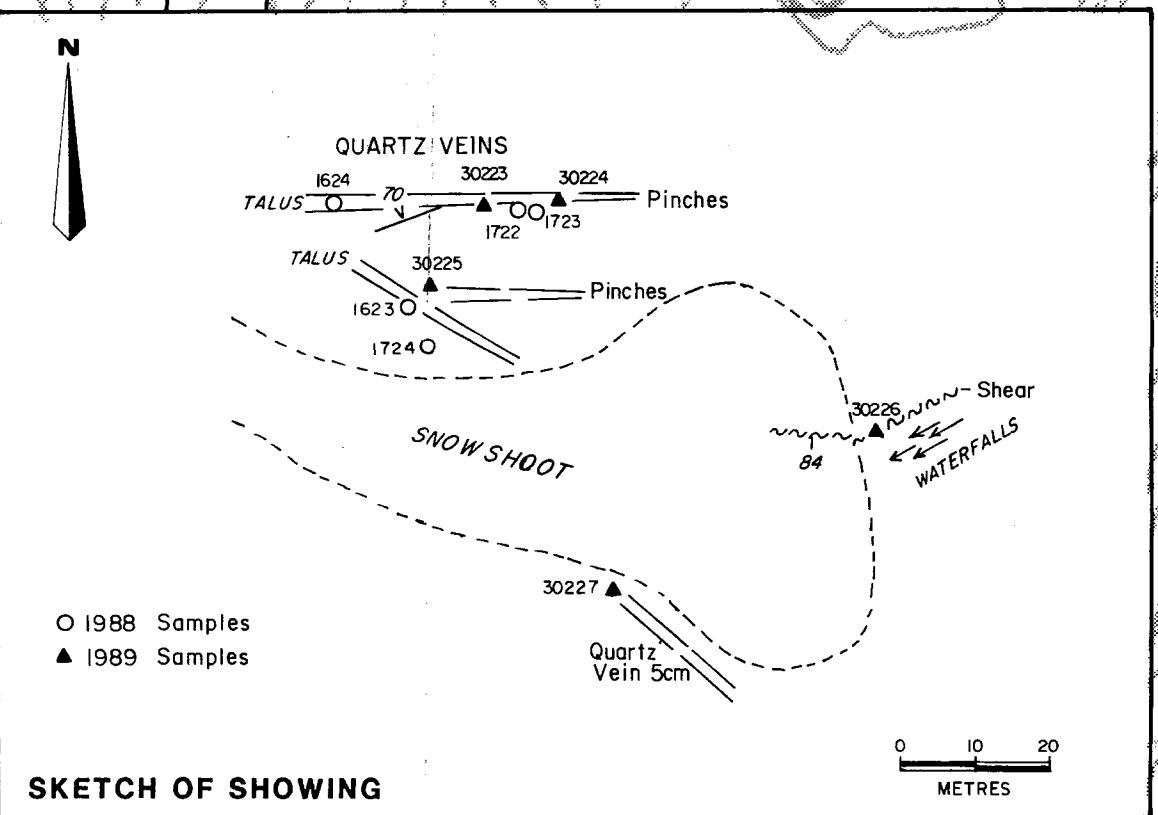 N
QUARTZ VEINS
1624
30223
30224
TALUS
70
Pinches
1722
1723
TALUS
30225
Pinches
1623
1724
Shear
30226
84
WATERFALLS
SNOW SHOOT
30227
Quartz
Vein 5cm
O 1988 Samples
▲ 1989 Samples
0 10 20
METRES
SKETCH OF SHOWING